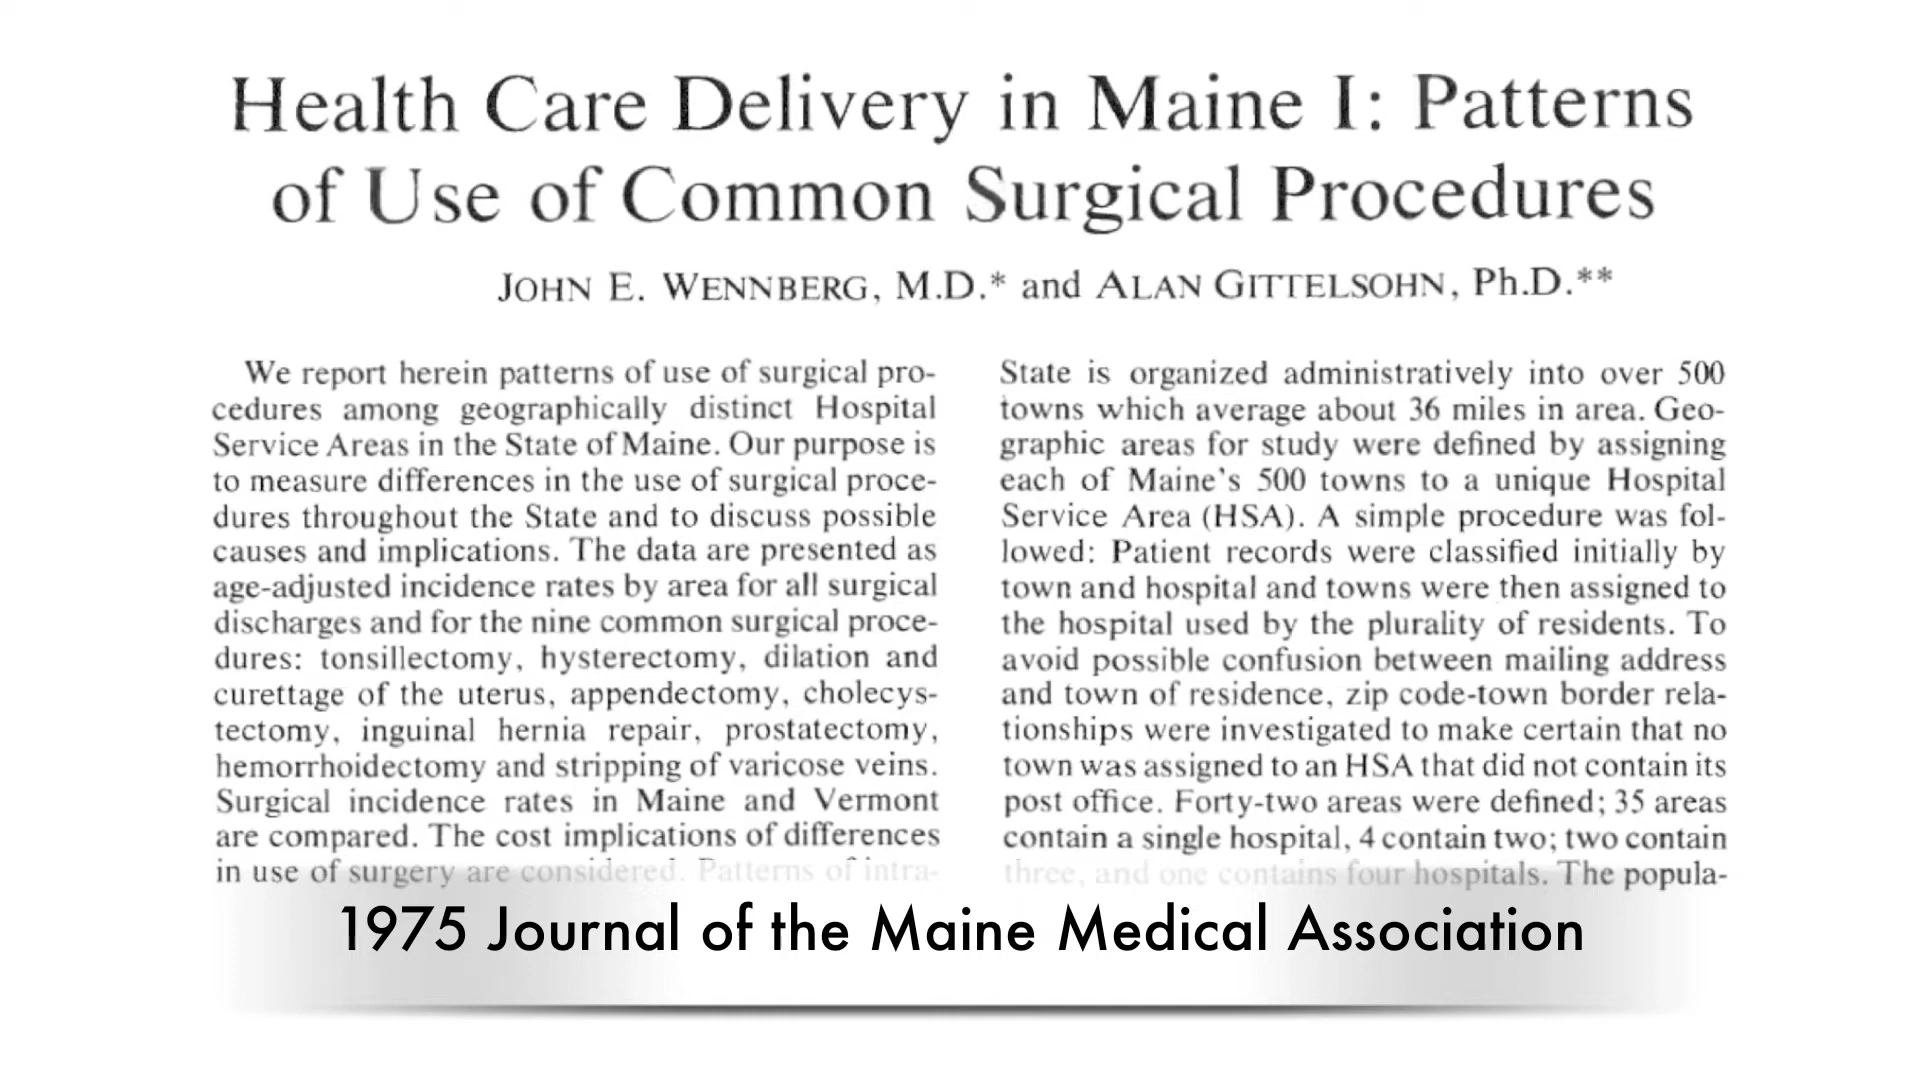 Health Care Delivery in Maine I: Patterns
of Use of Common Surgical Procedures
JOHN E. WENNBERG, M.D.* and ALAN GITTELSOHN, Ph.D.**
We report herein patterns of use of surgical pro-
cedures among geographically distinct Hospital
Service Areas in the State of Maine. Our purpose is
to measure differences in the use of surgical proce-
dures throughout the State and to discuss possible
causes and implications. The data are presented as
age-adjusted incidence rates by area for all surgical
discharges and for the nine common surgical proce-
dures: tonsillectomy, hysterectomy, dilation and
curettage of the uterus, appendectomy, cholecys-
tectomy, inguinal hernia repair, prostatectomy,
hemorrhoidectomy and stripping of varicose veins.
Surgical incidence rates in Maine and Vermont
are compared. The cost implications of differences
in use of surgery are considered. Patterns of intra-
State is organized administratively into over 500
towns which average about 36 miles in area. Geo-
graphic areas for study were defined by assigning
each of Maine's 500 towns to a unique Hospital
Service Area (HSA). A simple procedure was fol-
lowed: Patient records were classified initially by
town and hospital and towns were then assigned to
the hospital used by the plurality of residents. To
avoid possible confusion between mailing address
and town of residence, zip code-town border rela-
tionships were investigated to make certain that no
town was assigned to an HSA that did not contain its
post office. Forty-two areas were defined; 35 areas
contain a single hospital, 4 contain two; two contain
three, and one contains four hospitals. The popula-
1975 Journal of the Maine Medical Association